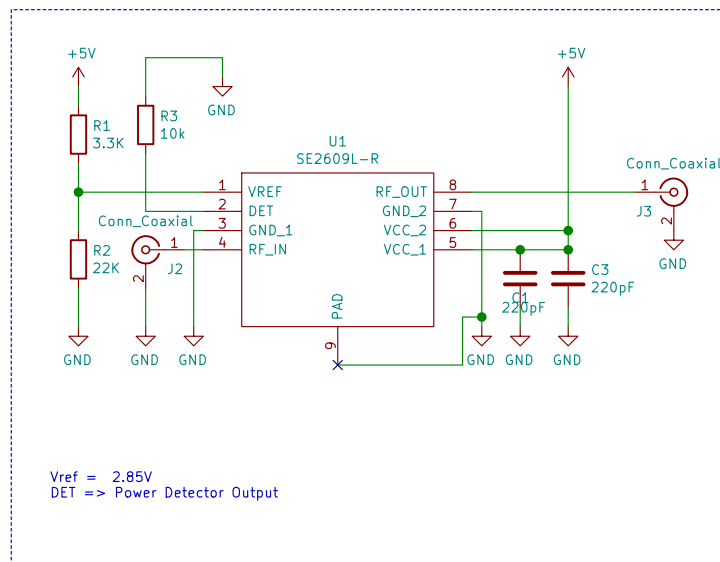 +5V
+5V
R1
3.3K
R3
10k
GND
U1
SE2609L-R
1
VREF
RF_OUT
8
2
DET
GND_2
7
3
GND_1
VCC_2
6
4
RF_IN
VCC_1
5
PAD
9
Conn_Coaxial
1
J2
2
R2
22K
Conn_Coaxial
1
J3
2
GND
C1
220pF
C3
220pF
GND
GND
GND
GND
GND
GND
Vref =  2.85V
DET => Power Detector Output